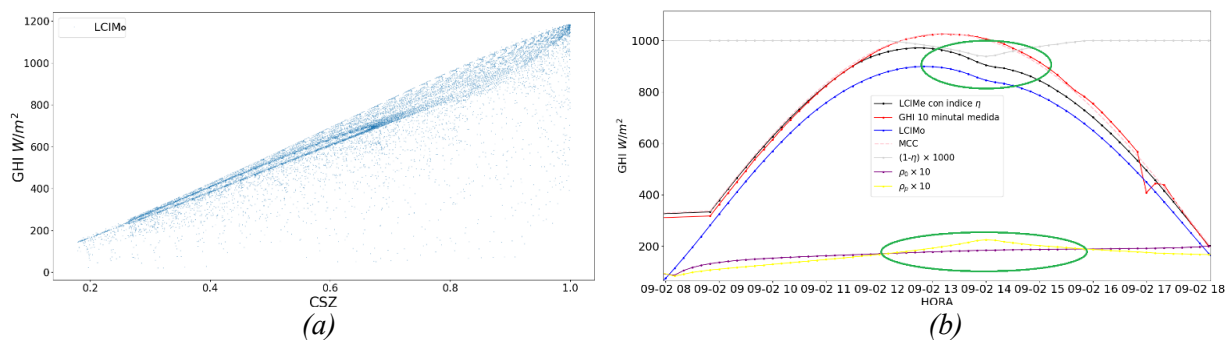 LCIMo
1200
1000
800
600
400
200
0
GHI W/m²
0.2 0.4 0.6 0.8 1.0
CSZ
(a)
1000
800
600
400
200
GHI W/m²
LCIMe con indice η
GHI 10 minutal medida
LCIMo
MCC
(1-η) × 1000
ρ₀ × 10
ρₚ × 10
09-02 08 09-02 09 09-02 10 09-02 11 09-02 12 09-02 13 09-02 14 09-02 15 09-02 16 09-02 17 09-02 18
HORA
(b)